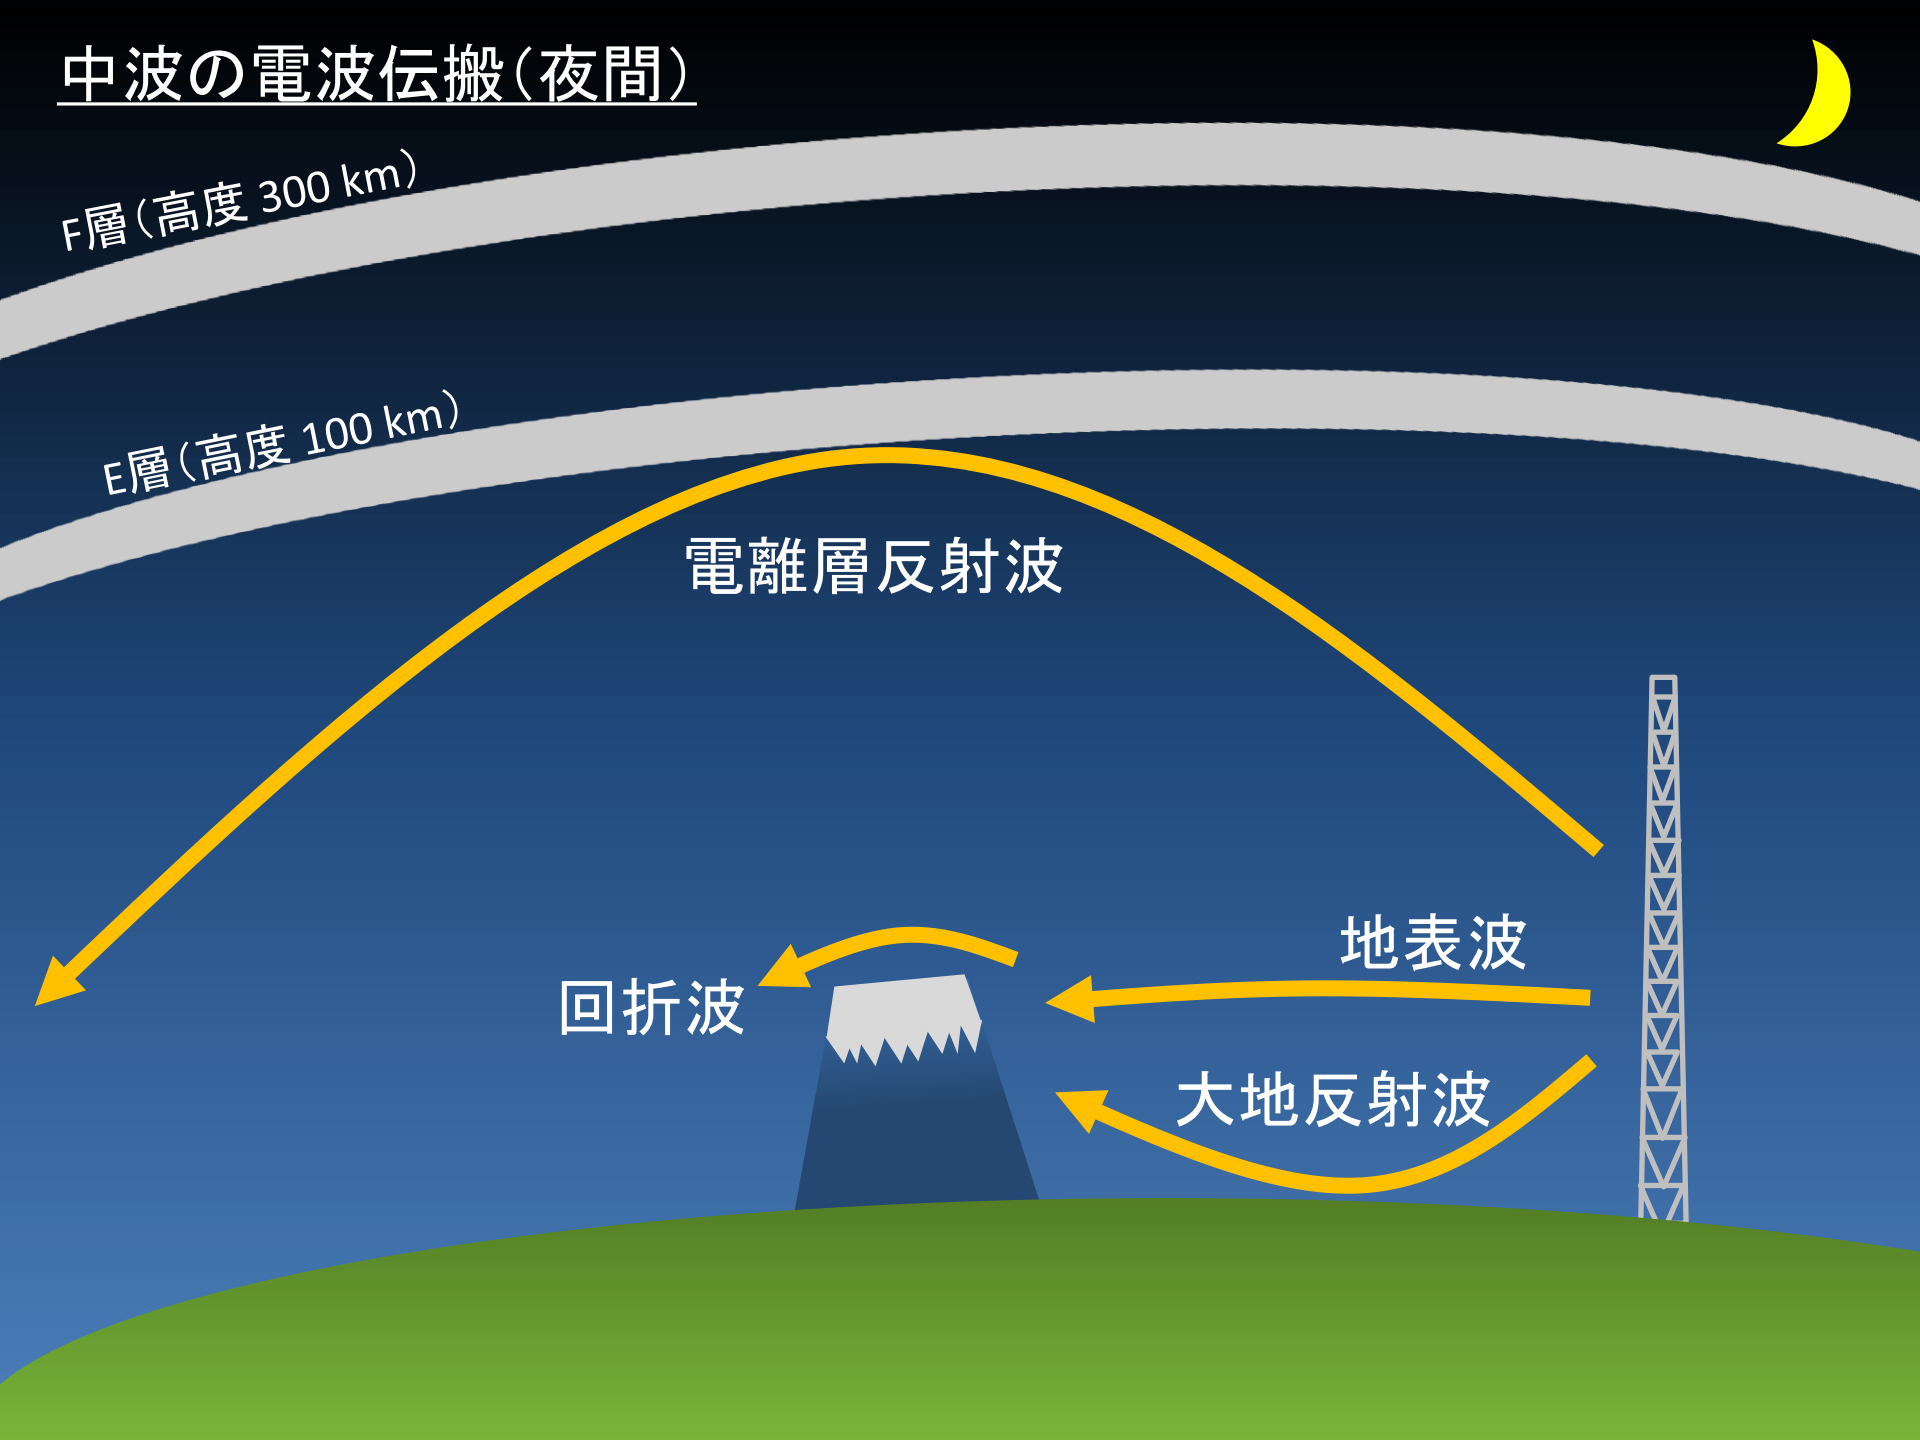 中波の電波伝搬（夜間）
F層（高度 300 km）
E層（高度 100 km）
電離層反射波
地表波
回折波
大地反射波